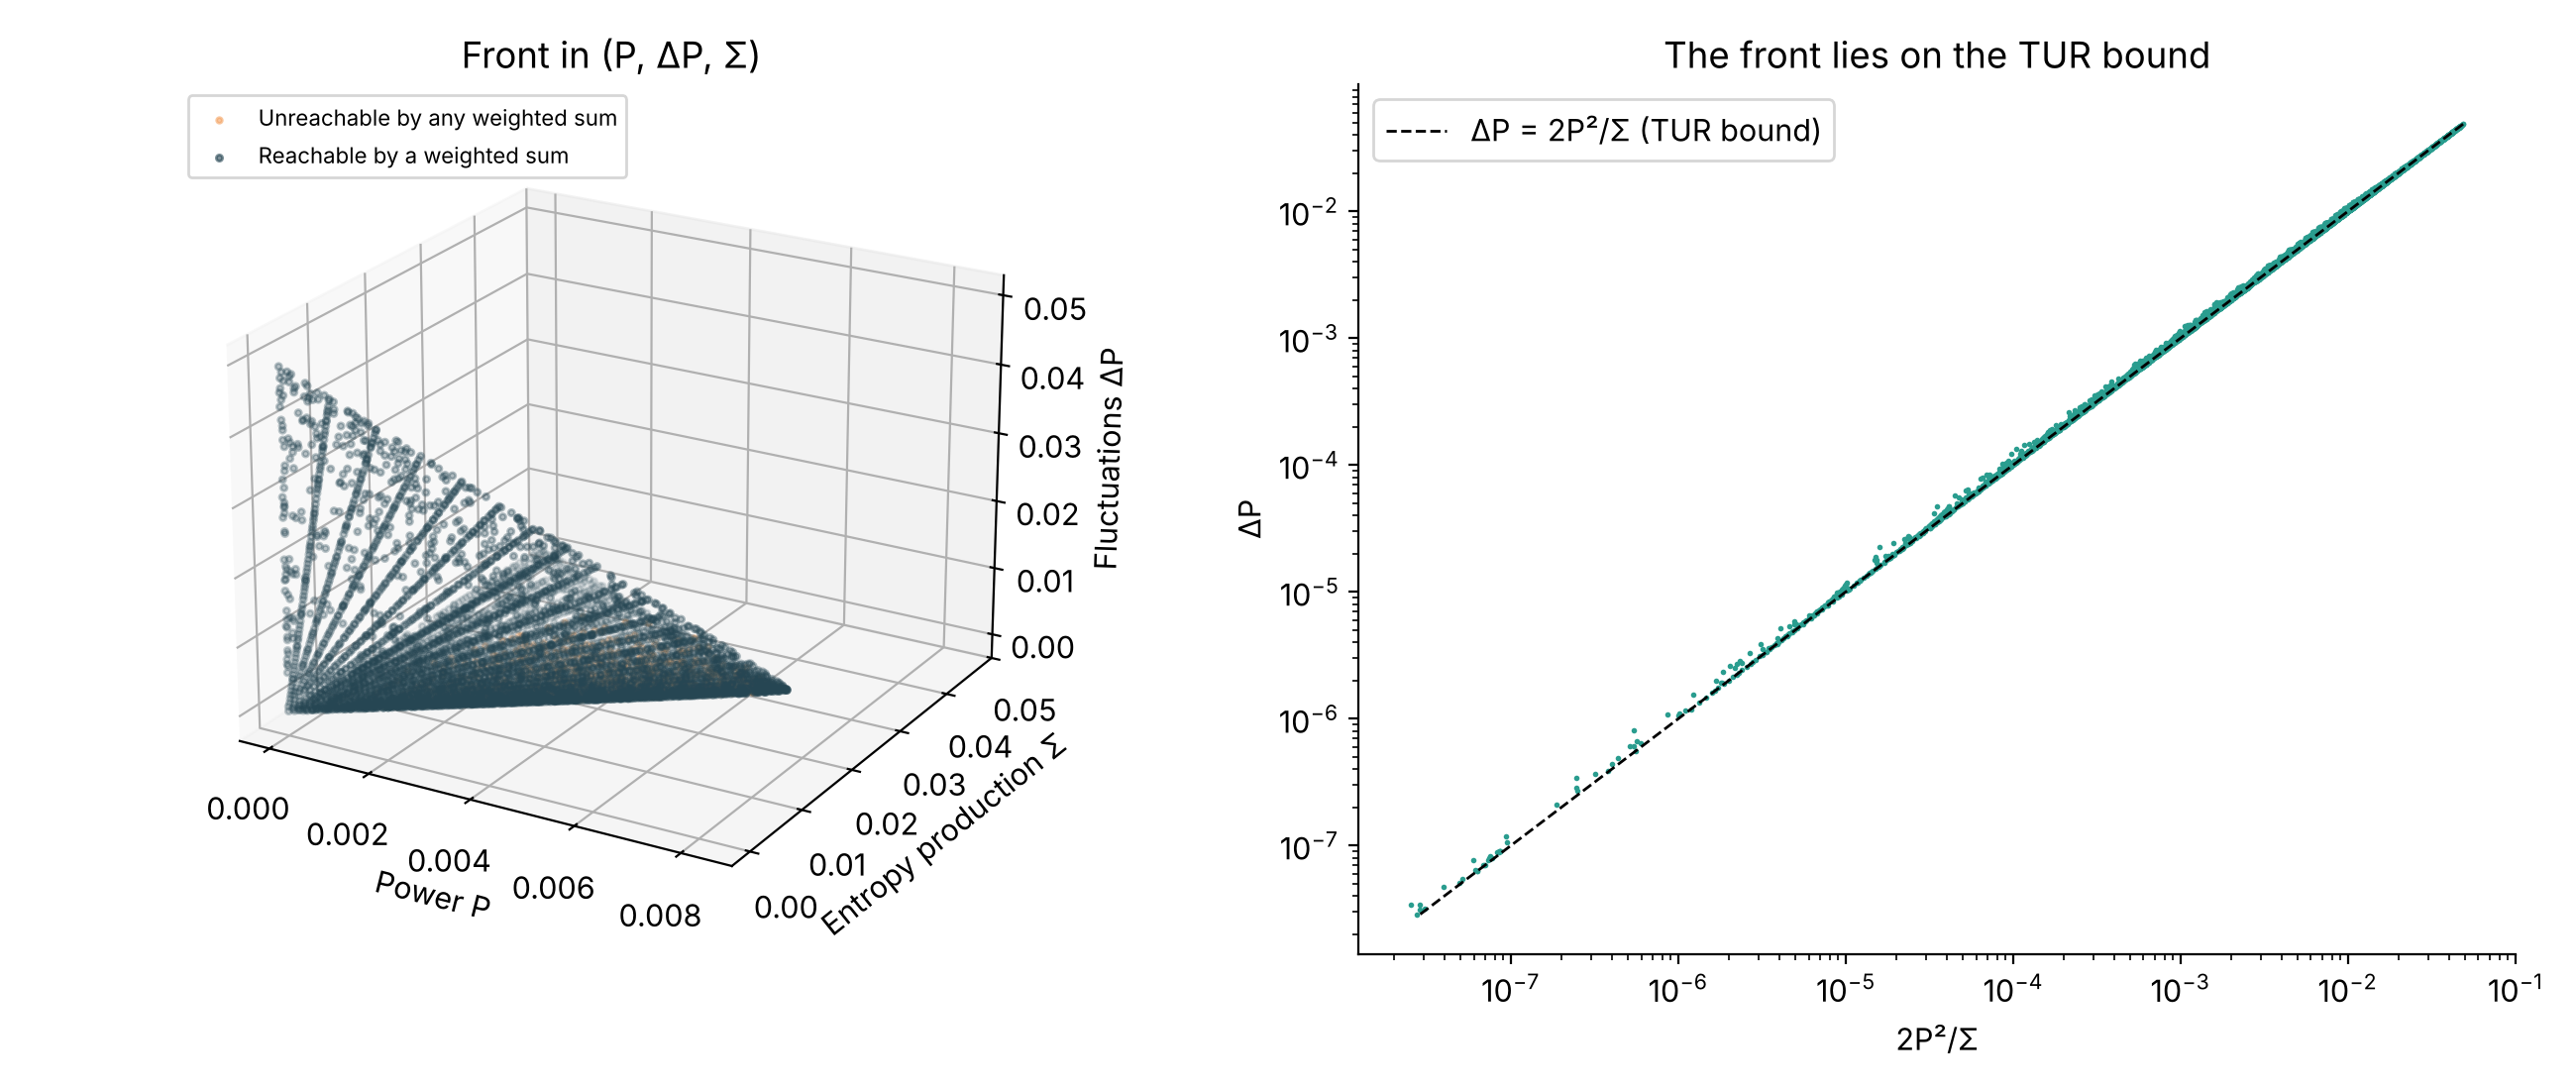 Front in (P, ΔP, Σ)
Unreachable by any weighted sum
Reachable by a weighted sum
0.05
0.04
0.03
0.02
0.01
0.00
Fluctuations ΔP
0.05
0.04
0.03
0.02
0.01
0.00
Entropy production Σ
0.000
0.002
0.004
0.006
0.008
Power P
The front lies on the TUR bound
ΔP = 2P²/Σ (TUR bound)
10⁻²
10⁻³
10⁻⁴
10⁻⁵
10⁻⁶
10⁻⁷
ΔP
10⁻⁷ 10⁻⁶ 10⁻⁵ 10⁻⁴ 10⁻³ 10⁻² 10⁻¹
2P²/Σ